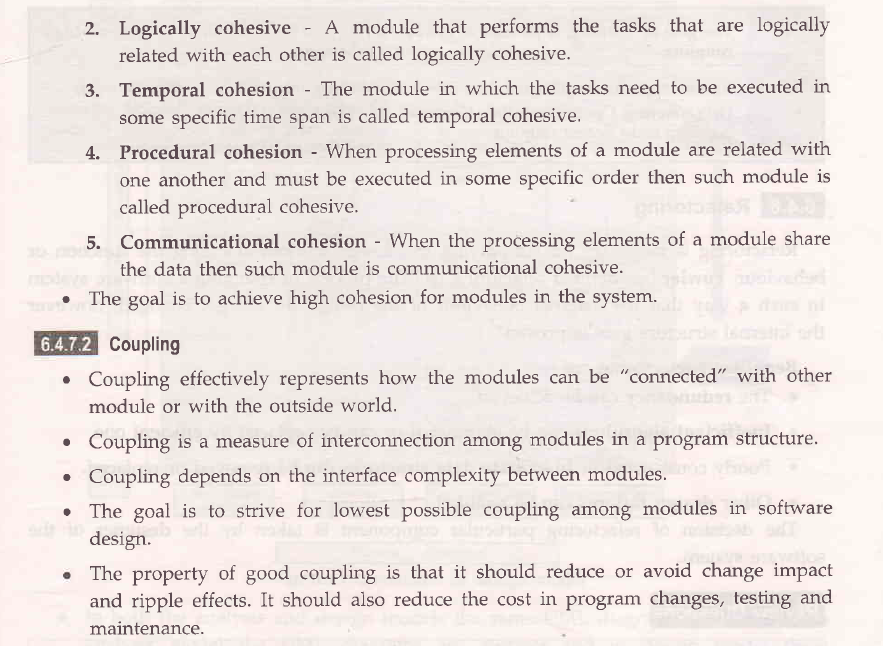 2. Logically cohesive - A module that performs the tasks that are logically
related with each other is called logically cohesive.
3. Temporal cohesion - The module in which the tasks need to be executed in
some specific time span is called temporal cohesive.
4. Procedural cohesion - When processing elements of a module are related with
one another and must be executed in some specific order then such module is
called procedural cohesive.
5. Communicational cohesion - When the processing elements of a module share
the data then such module is communicational cohesive.
• The goal is to achieve high cohesion for modules in the system.
6.4.7.2 Coupling
• Coupling effectively represents how the modules can be "connected" with other
module or with the outside world.
• Coupling is a measure of interconnection among modules in a program structure.
• Coupling depends on the interface complexity between modules.
• The goal is to strive for lowest possible coupling among modules in software
design.
• The property of good coupling is that it should reduce or avoid change impact
and ripple effects. It should also reduce the cost in program changes, testing and
maintenance.